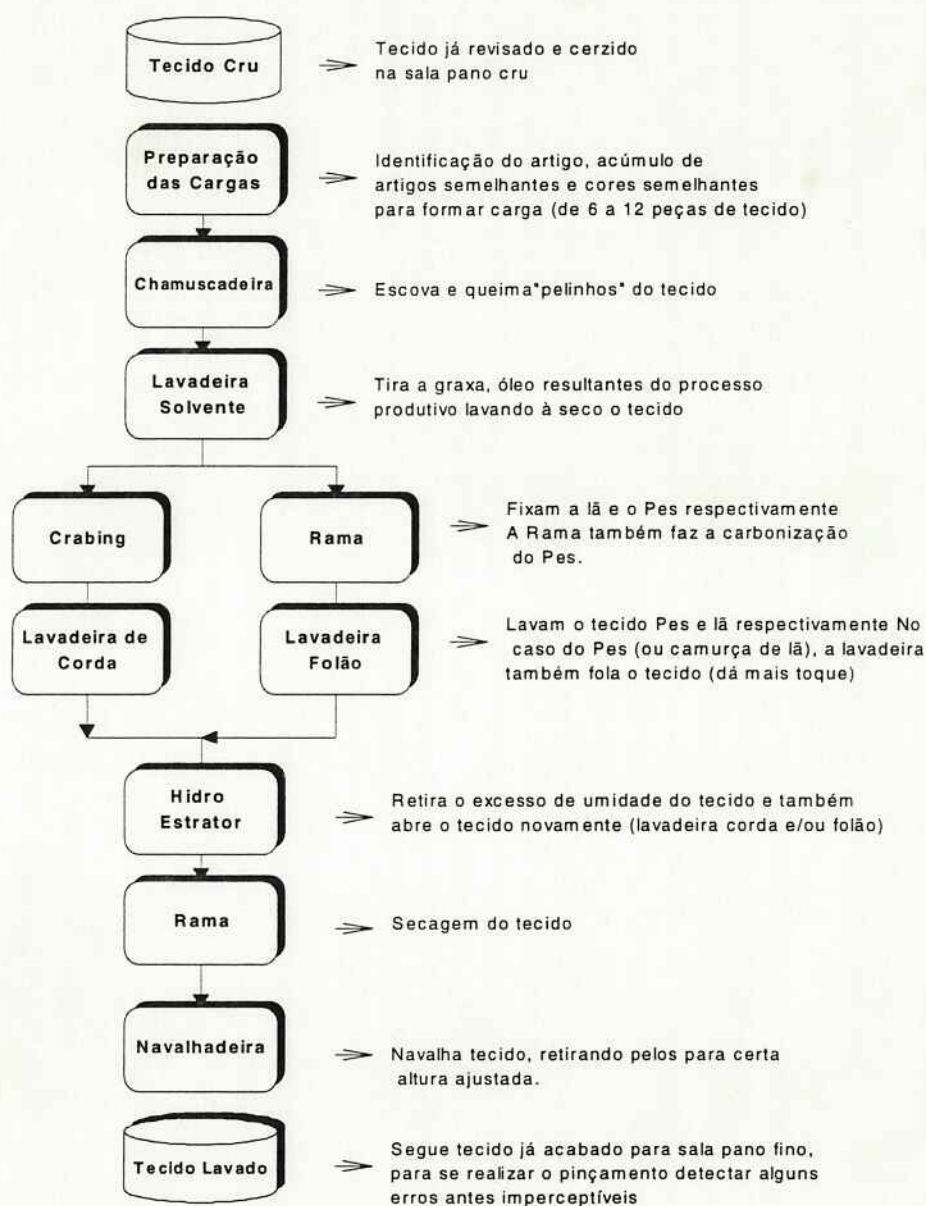 Tecido Cru
Tecido já revisado e cerzido
na sala pano cru
Preparação
das Cargas
Identificação do artigo, acúmulo de
artigos semelhantes e cores semelhantes
para formar carga (de 6 a 12 peças de tecido)
Chamuscadeira
Escova e queima"pelinhos" do tecido
Lavadeira
Solvente
Tira a graxa, óleo resultantes do processo
produtivo lavando à seco o tecido
Crabing
Rama
Fixam a lã e o Pes respectivamente
A Rama também faz a carbonização
do Pes.
Lavadeira de
Corda
Lavadeira
Folão
Lavam o tecido Pes e lã respectivamente No
caso do Pes (ou camurça de lã), a lavadeira
também fola o tecido (dá mais toque)
Hidro
Estrator
Retira o excesso de umidade do tecido e também
abre o tecido novamente (lavadeira corda e/ou folão)
Rama
Secagem do tecido
Navalhadeira
Navalha tecido, retirando pelos para certa
altura ajustada.
Tecido Lavado
Segue tecido já acabado para sala pano fino,
para se realizar o pinçamento detectar alguns
erros antes imperceptíveis